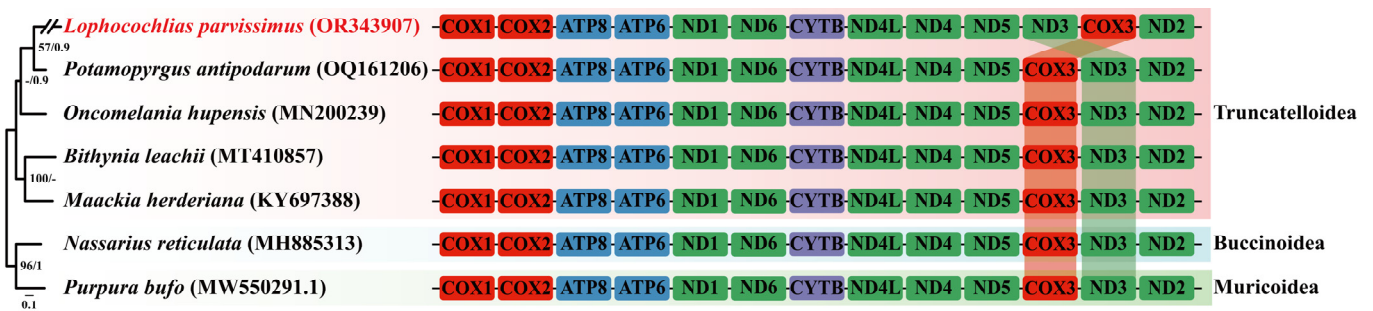 Lophocochlias parvissimus (OR343907) COX1 COX2 ATP8 ATP6 ND1 ND6 CYTB ND4L ND4 ND5 ND3 COX3 ND2
57/0.9
Potamopyrgus antipodarum (OQ161206) COX1 COX2 ATP8 ATP6 ND1 ND6 CYTB ND4L ND4 ND5 COX3 ND3 ND2
-/0.9
Oncomelania hupensis (MN200239) COX1 COX2 ATP8 ATP6 ND1 ND6 CYTB ND4L ND4 ND5 COX3 ND3 ND2 Truncatelloidea
Bithynia leachii (MT410857) COX1 COX2 ATP8 ATP6 ND1 ND6 CYTB ND4L ND4 ND5 COX3 ND3 ND2
100/-
Maackia herderiana (KY697388) COX1 COX2 ATP8 ATP6 ND1 ND6 CYTB ND4L ND4 ND5 COX3 ND3 ND2
Nassarius reticulata (MH885313) COX1 COX2 ATP8 ATP6 ND1 ND6 CYTB ND4L ND4 ND5 COX3 ND3 ND2 Buccinoidea
96/1
Purpura bufo (MW550291.1) COX1 COX2 ATP8 ATP6 ND1 ND6 CYTB ND4L ND4 ND5 COX3 ND3 ND2 Muricoidea
0.1